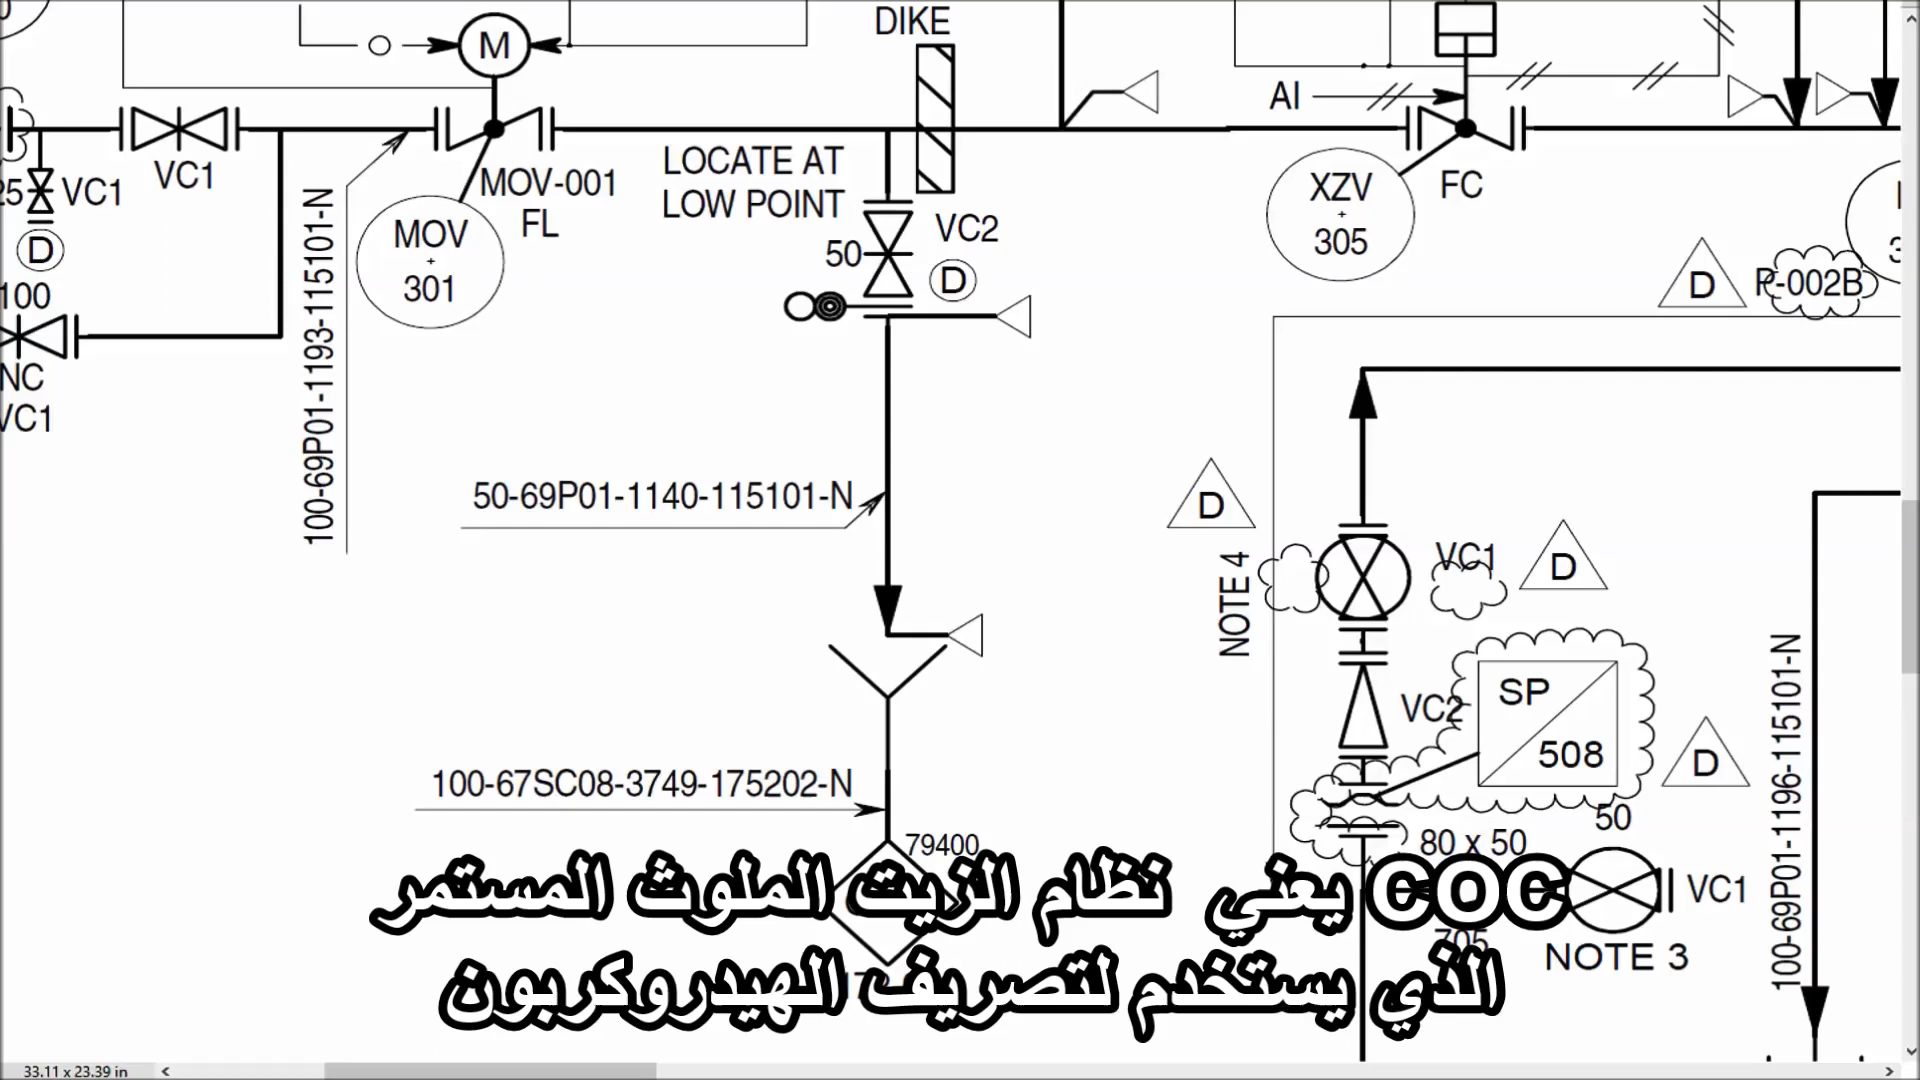 DIKE
M
AI
VC1
VC1
MOV-001
FL
MOV
+
301
LOCATE AT
LOW POINT
50
VC2
D
XZV
+
305
FC
D
P-002B
25
D
100
NC
VC1
100-69P01-1193-115101-N
50-69P01-1140-115101-N
D
NOTE 4
VC1
D
SP
508
VC2
D
100-67SC08-3749-175202-N
79400
50
80 x 50
VC1
705
NOTE 3
100-69P01-1196-115101-N
COC يعني نظام الزيت الملوث المستمر
الذي يستخدم لتصريف الهيدروكربون
33.11 x 23.39 in